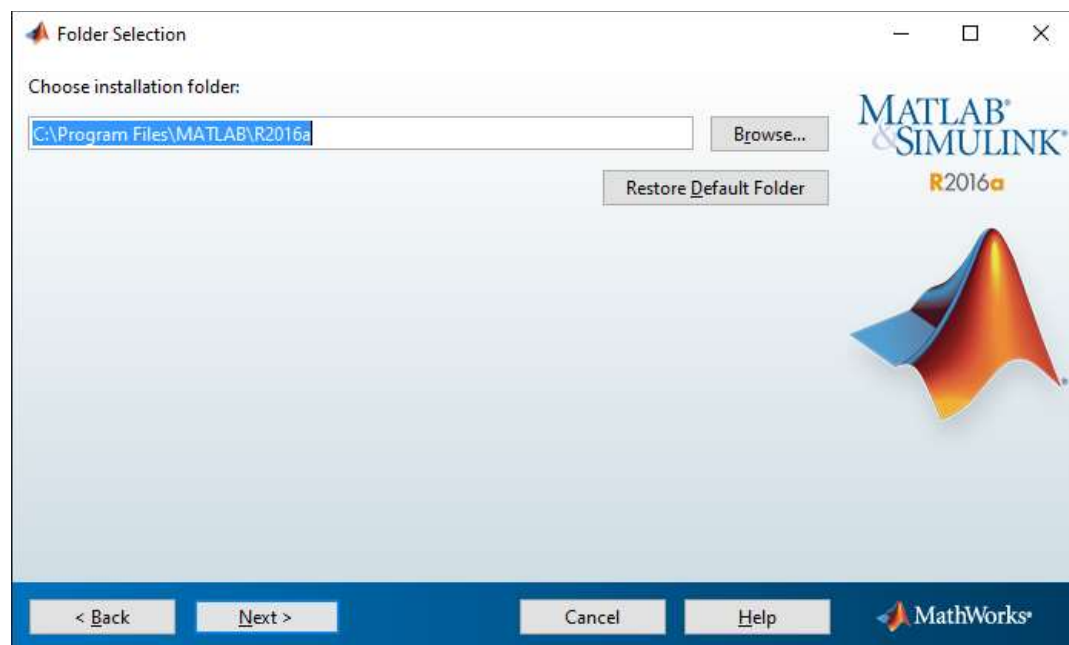 Folder Selection
Choose installation folder:
C:\Program Files\MATLAB\R2016a
Browse...
Restore Default Folder
MATLAB®
&SIMULINK®
R2016a
®
< Back
Next >
Cancel
Help
MathWorks®